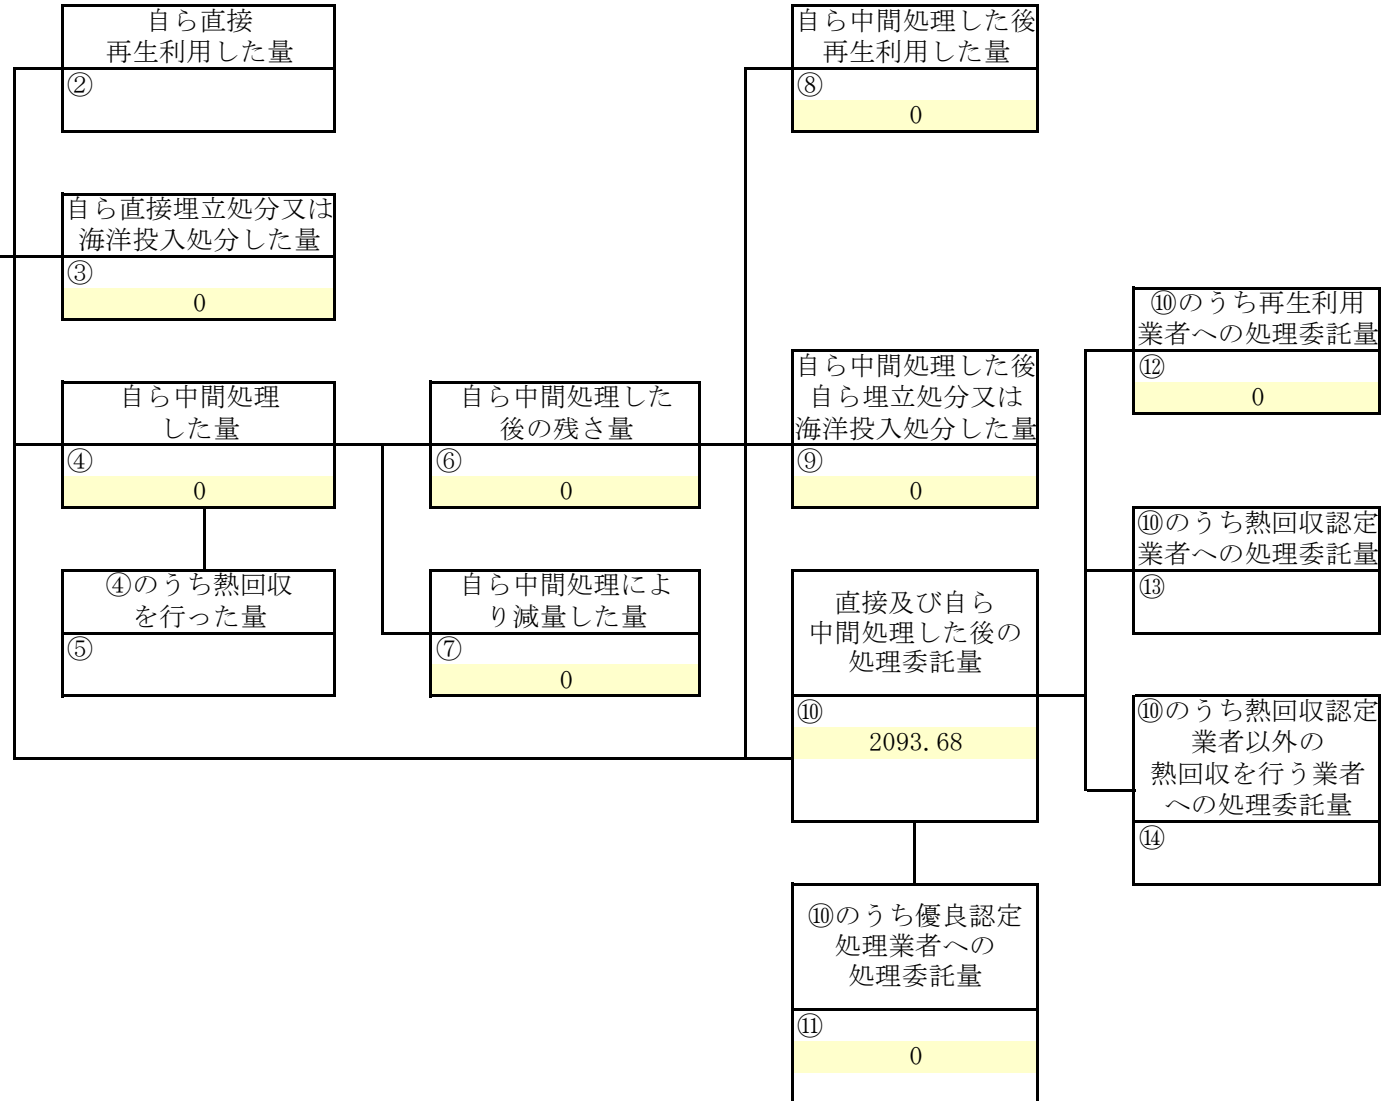 自ら直接
再生利用した量
②
自ら直接埋立処分又は
海洋投入処分した量
③
0
自ら中間処理
した量
④
0
④のうち熱回収
を行った量
⑤
自ら中間処理した
後の残さ量
⑥
0
自ら中間処理によ
り減量した量
⑦
0
自ら中間処理した後
再生利用した量
⑧
0
自ら中間処理した後
自ら埋立処分又は
海洋投入処分した量
⑨
0
直接及び自ら
中間処理した後の
処理委託量
⑩
2093.68
⑩のうち優良認定
処理業者への
処理委託量
⑪
0
⑩のうち再生利用
業者への処理委託量
⑫
0
⑩のうち熱回収認定
業者への処理委託量
⑬
⑩のうち熱回収認定
業者以外の
熱回収を行う業者
への処理委託量
⑭